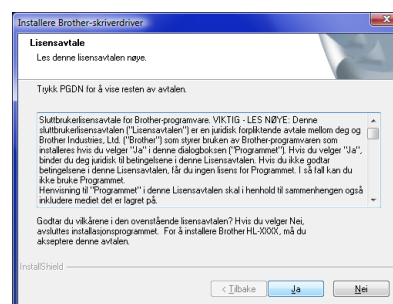 Installere Brother-skriverdriver
Lisensavtale
Les denne lisensavtalen nøye.
Trykk PGDN for å vise resten av avtalen.
Sluttbrukerlisensavtale for Brother-programvare. VIKTIG - LES NØYE: Denne
sluttbrukerlisensavtalen ("Lisensavtalen") er en juridisk forpliktende avtale mellom deg og
Brother Industries, Ltd. ("Brother") som styrer bruken av Brother-programvaren som
installeres hvis du velger "Ja" i denne dialogboksen ("Programmet"). Hvis du velger "Ja",
binder du deg juridisk til betingelsene i denne Lisensavtalen. Hvis du ikke godtar
betingelsene i denne Lisensavtalen, får du ingen lisens for Programmet. I så fall kan du
ikke bruke Programmet.
Henvisning til "Programmet" i denne Lisensavtalen skal i henhold til sammenhengen også
inkludere mediet det er lagret på.
Godtar du vilkårene i den ovenstående lisensavtalen? Hvis du velger Nei,
avsluttes installasjonsprogrammet. For å installere Brother HL-XXXX, må du
akseptere denne avtalen.
InstallShield
< Tilbake Ja Nei